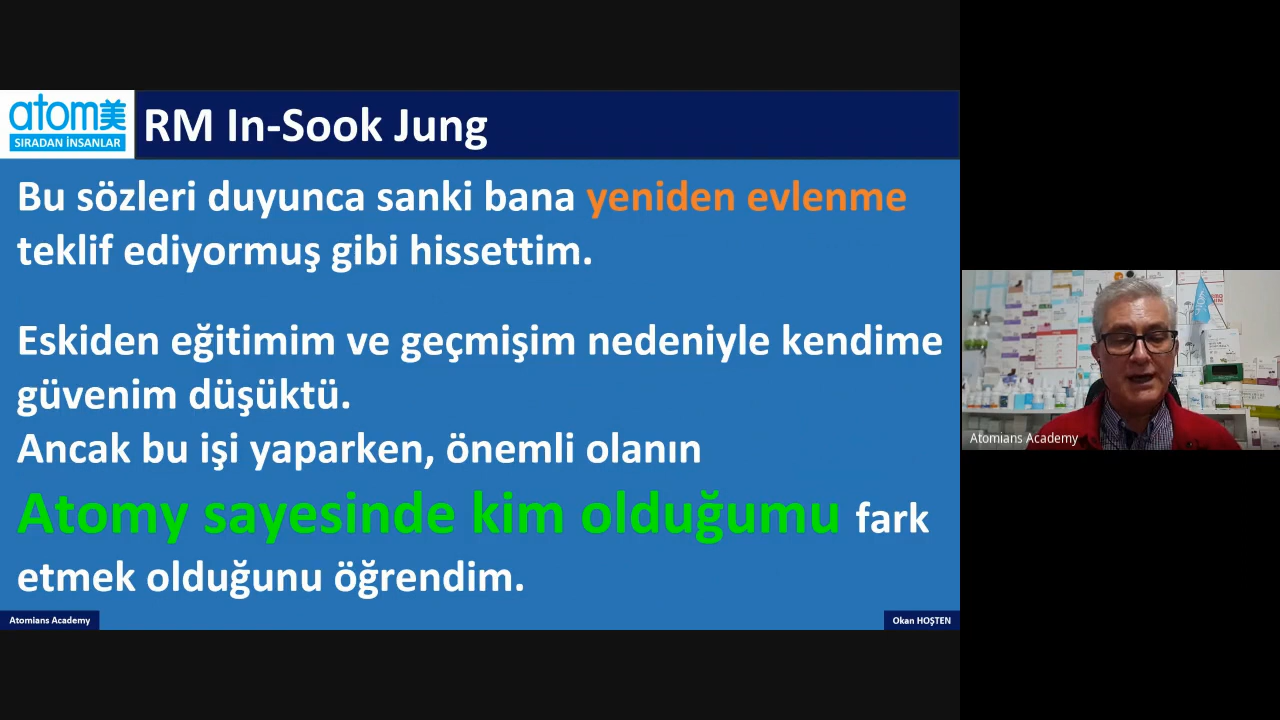 atom美
SIRADAN İNSANLAR
RM In-Sook Jung
Bu sözleri duyunca sanki bana yeniden evlenme
teklif ediyormuş gibi hissettim.
Eskiden eğitimim ve geçmişim nedeniyle kendime
güvenim düşüktü.
Ancak bu işi yaparken, önemli olanın
Atomy sayesinde kim olduğumu fark
etmek olduğunu öğrendim.
Atomians Academy
Okan HOŞTEN
Atomians Academy